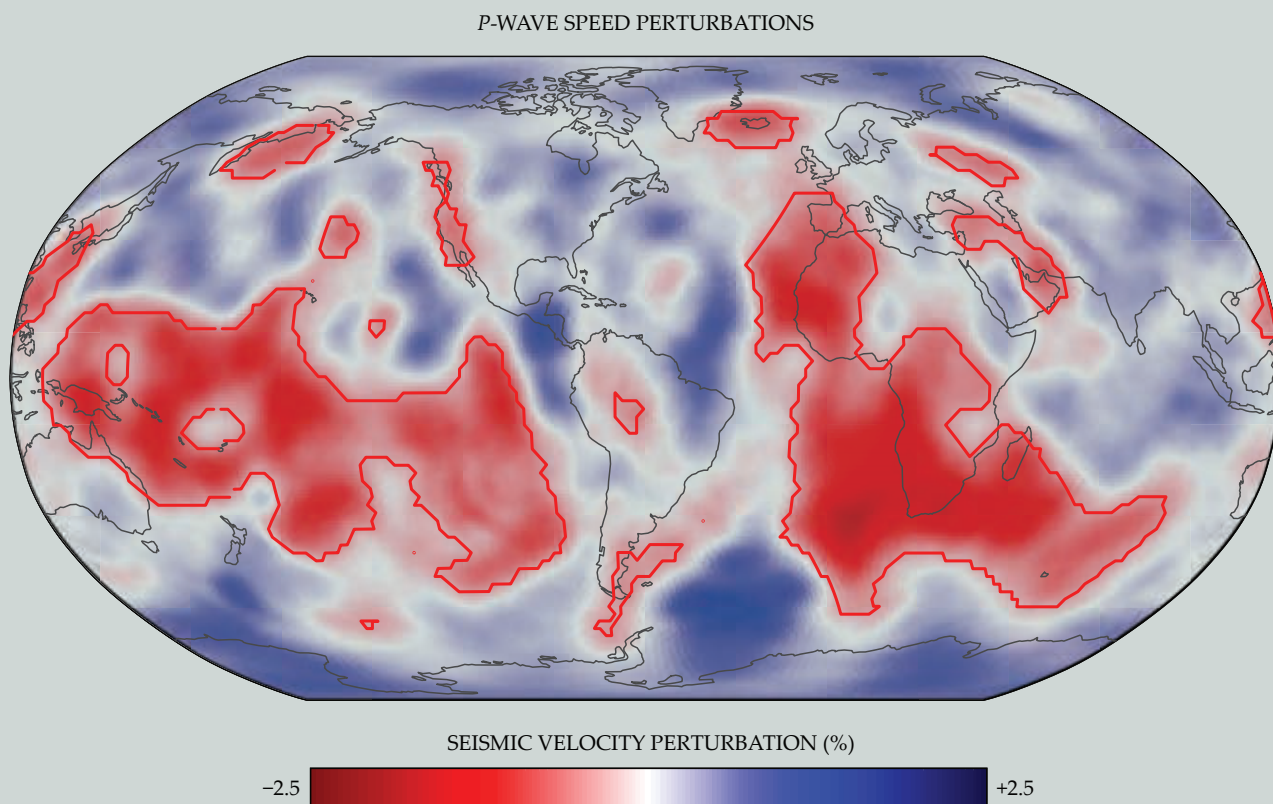 P-WAVE SPEED PERTURBATIONS
SEISMIC VELOCITY PERTURBATION (%)
−2.5 +2.5